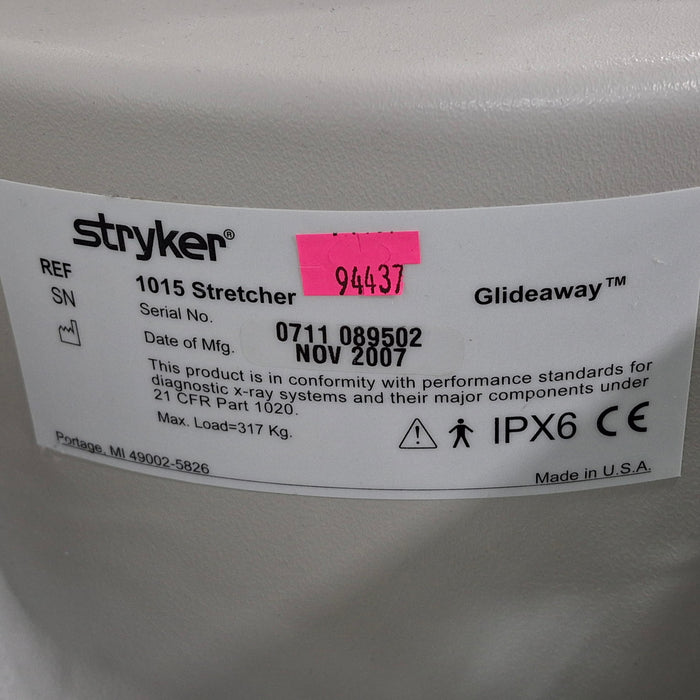 stryker®
REF 1015 Stretcher Glideaway™
94437
SN Serial No. 0711 089502
Date of Mfg. NOV 2007
This product is in conformity with performance standards for
diagnostic x-ray systems and their major components under
21 CFR Part 1020.
Max. Load=317 Kg.
IPX6 CE
Portage, MI 49002-5826
Made in U.S.A.